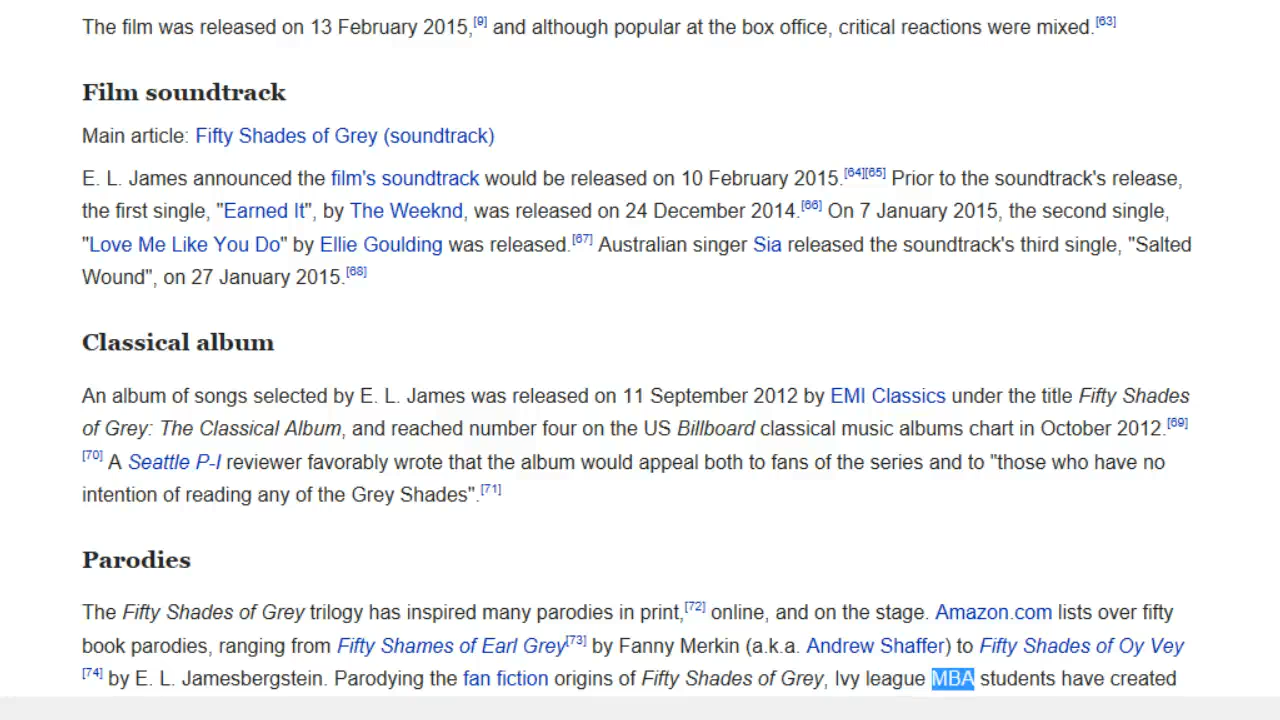 The film was released on 13 February 2015,[9] and although popular at the box office, critical reactions were mixed.[63]
Film soundtrack
Main article: Fifty Shades of Grey (soundtrack)
E. L. James announced the film's soundtrack would be released on 10 February 2015.[64][65] Prior to the soundtrack's release,
the first single, "Earned It", by The Weeknd, was released on 24 December 2014.[66] On 7 January 2015, the second single,
"Love Me Like You Do" by Ellie Goulding was released.[67] Australian singer Sia released the soundtrack's third single, "Salted
Wound", on 27 January 2015.[68]
Classical album
An album of songs selected by E. L. James was released on 11 September 2012 by EMI Classics under the title Fifty Shades
of Grey: The Classical Album, and reached number four on the US Billboard classical music albums chart in October 2012.[69]
[70] A Seattle P-I reviewer favorably wrote that the album would appeal both to fans of the series and to "those who have no
intention of reading any of the Grey Shades".[71]
Parodies
The Fifty Shades of Grey trilogy has inspired many parodies in print,[72] online, and on the stage. Amazon.com lists over fifty
book parodies, ranging from Fifty Shames of Earl Grey[73] by Fanny Merkin (a.k.a. Andrew Shaffer) to Fifty Shades of Oy Vey
[74] by E. L. Jamesbergstein. Parodying the fan fiction origins of Fifty Shades of Grey, Ivy league MBA students have created